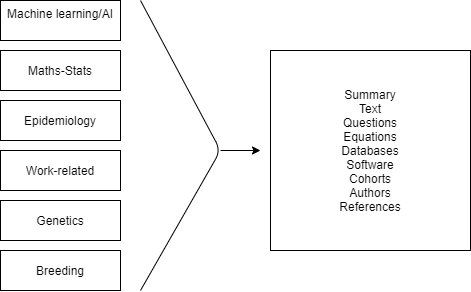 Machine learning/AI
Maths-Stats
Epidemiology
Work-related
Genetics
Breeding
Summary
Text
Questions
Equations
Databases
Software
Cohorts
Authors
References